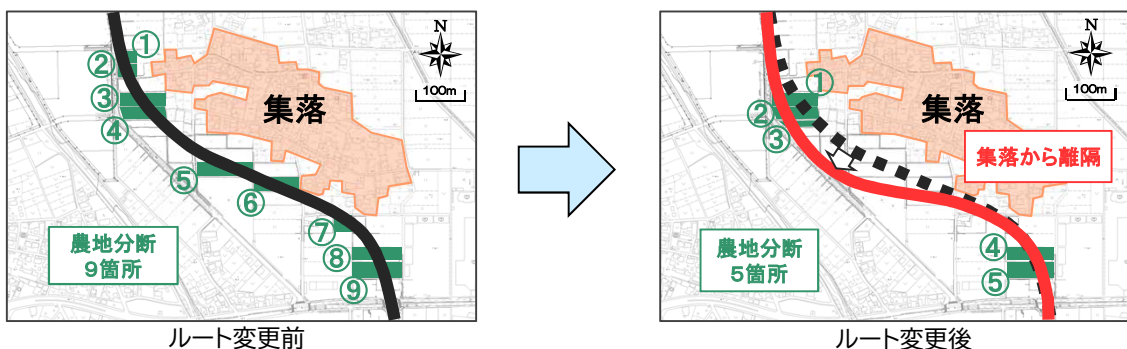 N
100m
①
②
③
④
集落
⑤
⑥
⑦
⑧
⑨
農地分断
9箇所
ルート変更前
N
100m
①
②
③
集落
集落から離隔
④
⑤
農地分断
5箇所
ルート変更後